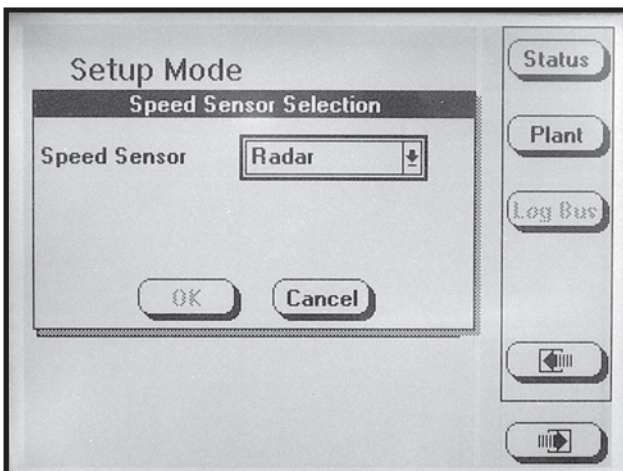 Setup Mode
Speed Sensor Selection
Speed Sensor
Radar
OK
Cancel
Status
Plant
Log Bus